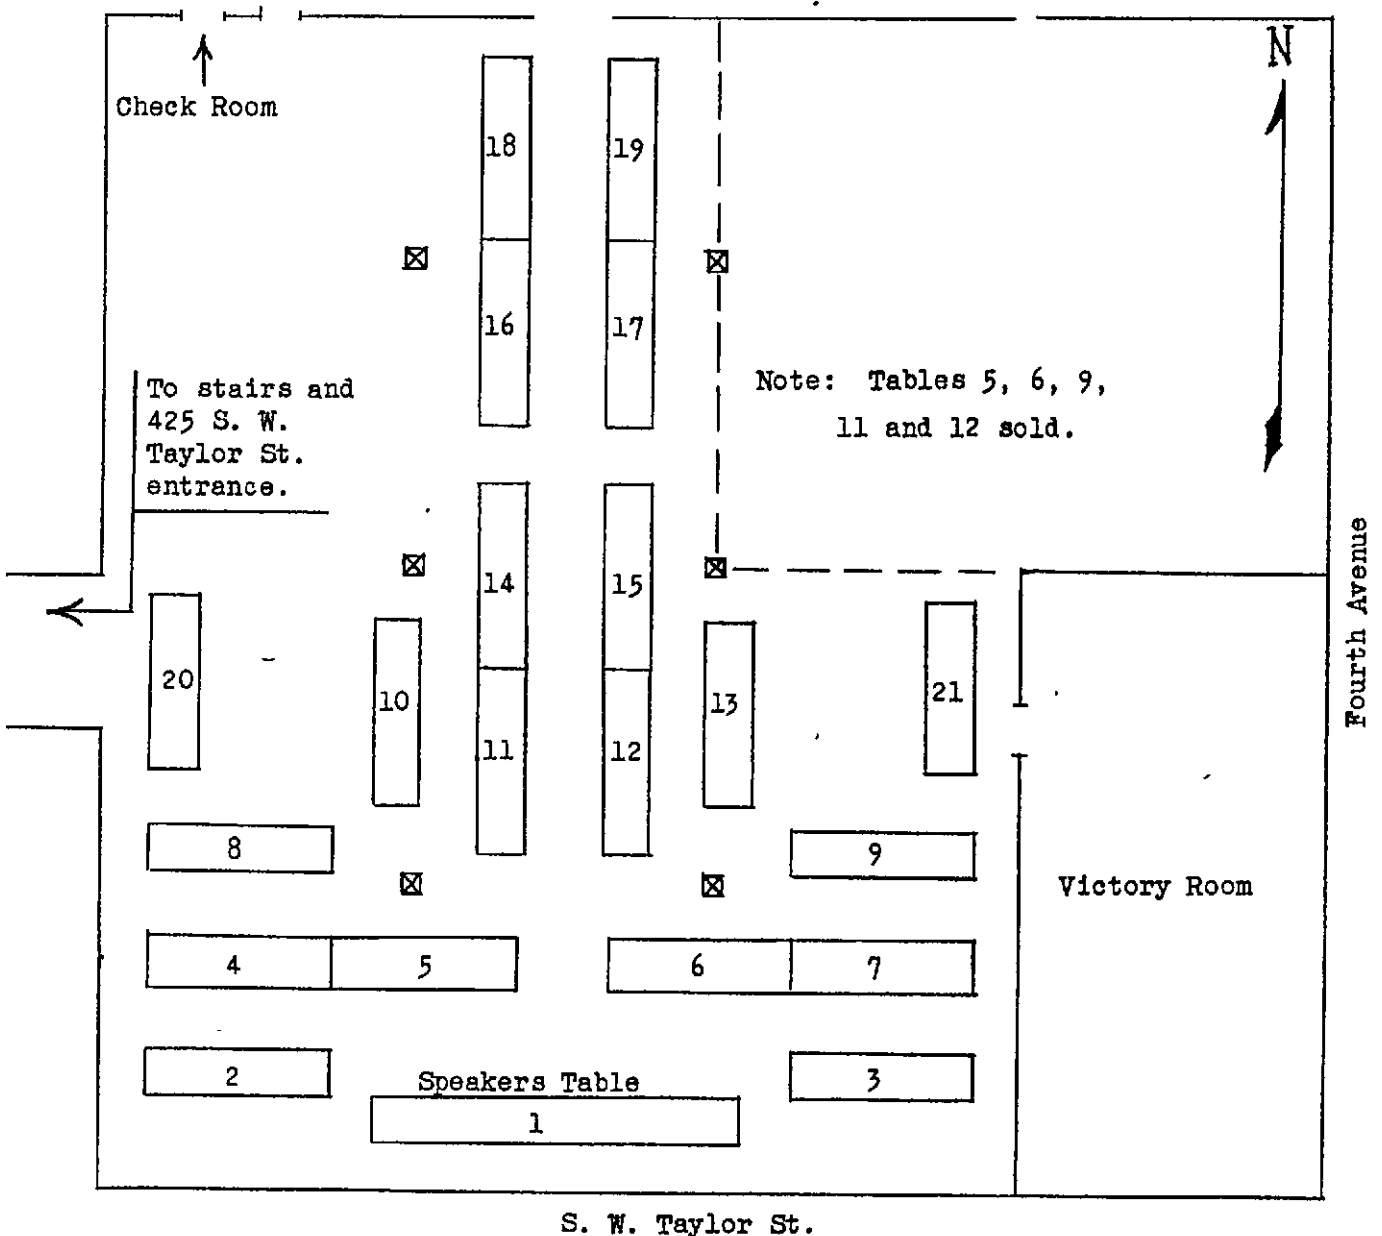 N
Check Room
18
19
16
17
To stairs and
425 S. W.
Taylor St.
entrance.
Note: Tables 5, 6, 9,
11 and 12 sold.
Fourth Avenue
14
15
20
10
13
21
11
12
8
9
Victory Room
4
5
6
7
2
Speakers Table
3
1
S. W. Taylor St.